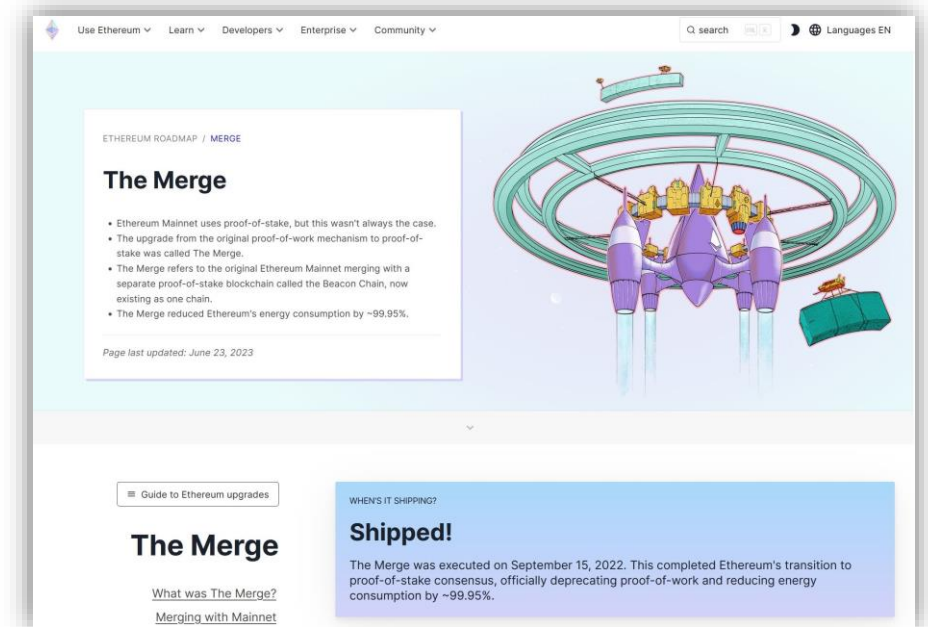 Use Ethereum Learn Developers Enterprise Community search Languages EN
ETHEREUM ROADMAP / MERGE
The Merge
• Ethereum Mainnet uses proof-of-stake, but this wasn't always the case.
• The upgrade from the original proof-of-work mechanism to proof-of-
stake was called The Merge.
• The Merge refers to the original Ethereum Mainnet merging with a
separate proof-of-stake blockchain called the Beacon Chain, now
existing as one chain.
• The Merge reduced Ethereum's energy consumption by ~99.95%.
Page last updated: June 23, 2023
Guide to Ethereum upgrades
The Merge
What was The Merge?
Merging with Mainnet
WHEN'S IT SHIPPING?
Shipped!
The Merge was executed on September 15, 2022. This completed Ethereum's transition to
proof-of-stake consensus, officially deprecating proof-of-work and reducing energy
consumption by ~99.95%.